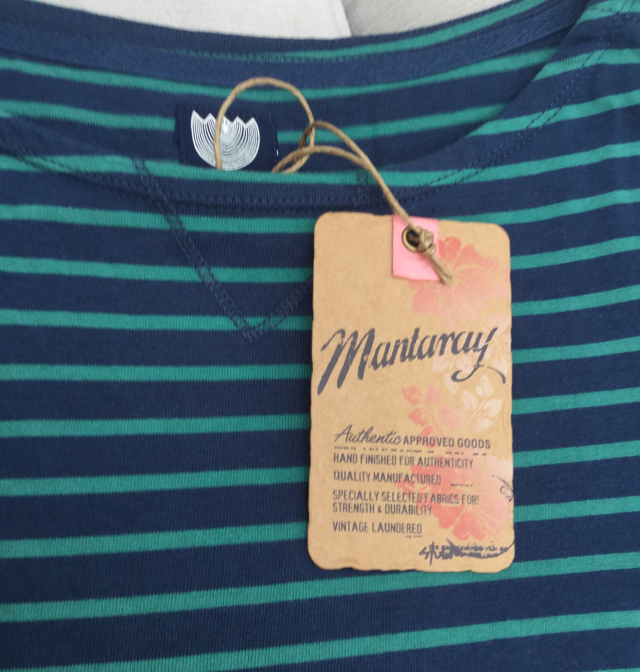 Mantaray
Authentic APPROVED GOODS
HAND FINISHED FOR AUTHENTICITY
QUALITY MANUFACTURED
SPECIALLY SELECTED FABRICS FOR!
STRENGTH & DURABILITY
VINTAGE LAUNDERED